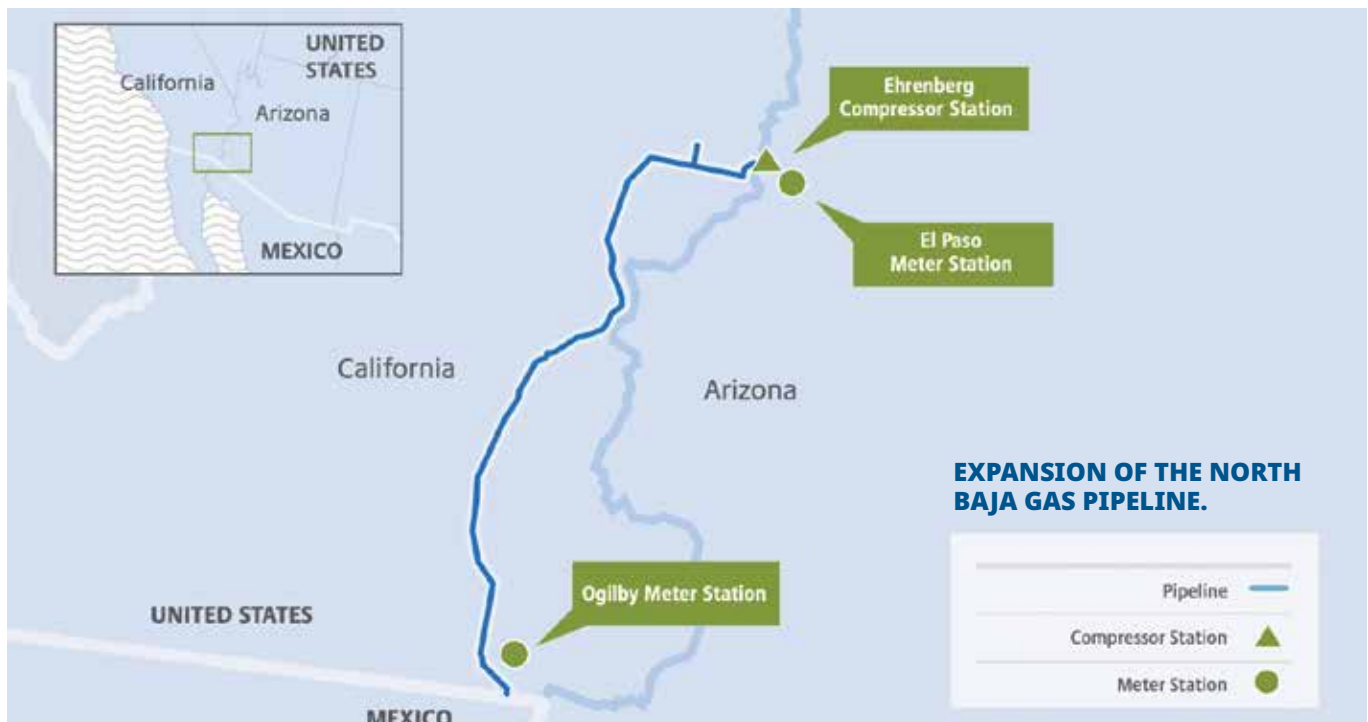 UNITED
STATES
California
Arizona
MEXICO
Ehrenberg
Compressor Station
El Paso
Meter Station
California
Arizona
EXPANSION OF THE NORTH
BAJA GAS PIPELINE.
Pipeline
Compressor Station
Meter Station
Ogilby Meter Station
UNITED STATES
MEXICO